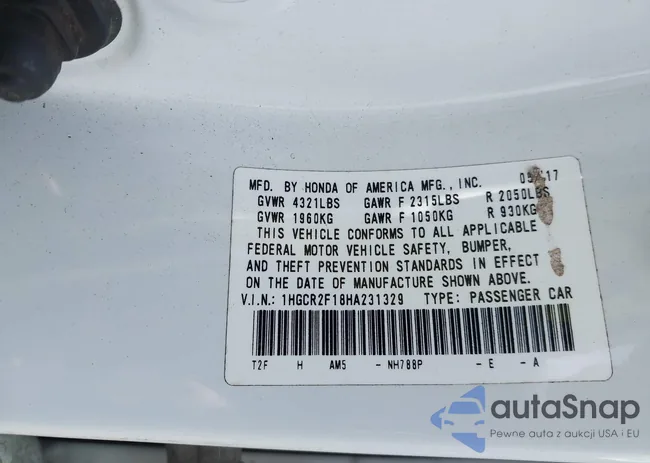 MFD. BY HONDA OF AMERICA MFG., INC.
GVWR 4321LBS GAWR F 2315LBS R 2050LBS
GVWR 1960KG GAWR F 1050KG R 930KG
THIS VEHICLE CONFORMS TO ALL APPLICABLE
FEDERAL MOTOR VEHICLE SAFETY, BUMPER,
AND THEFT PREVENTION STANDARDS IN EFFECT
ON THE DATE OF MANUFACTURE SHOWN ABOVE.
V.I.N.: 1HGCR2F18HA231329 TYPE: PASSENGER CAR
T2F H AM5 - NH788P - E - A
autoSnap
Pewne auta z aukcji USA i EU